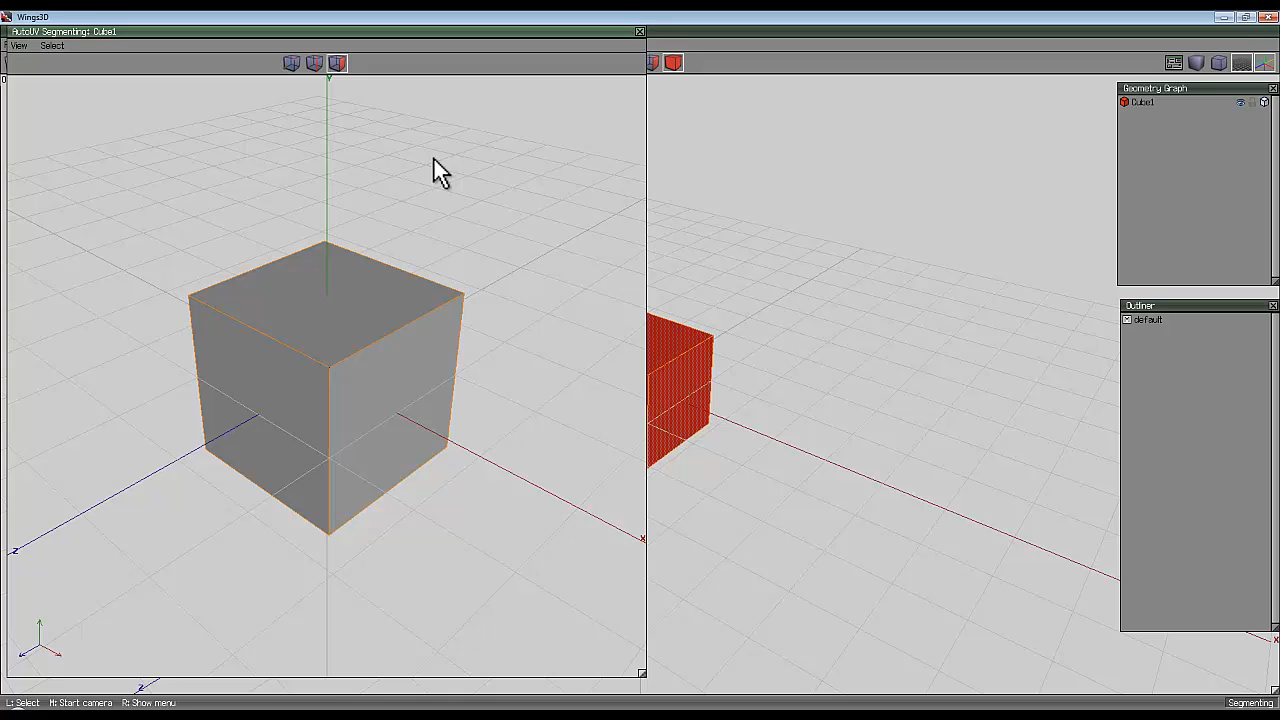 Wings3D
AutoUV Segmenting: Cube1
View Select
Geometry Graph
Cube1
Outliner
default
Y
Z
X
Z
X
L: Select M: Start camera R: Show menu
Segmenting